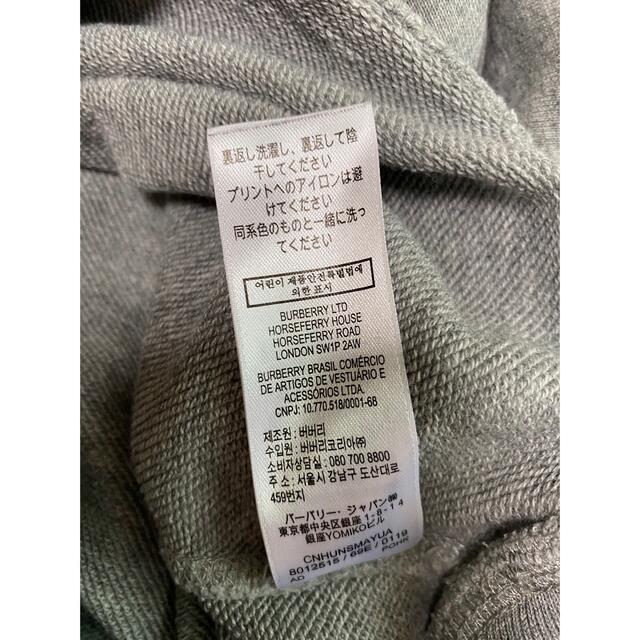 裏返し洗濯し、裏返して陰
干してください
プリントへのアイロンは避
けてください
同系色のものと一緒に洗っ
てください
어린이 제품안전특별법에
의한 표시
BURBERRY LTD
HORSEFERRY HOUSE
HORSEFERRY ROAD
LONDON SW1P 2AW
BURBERRY BRASIL COMÉRCIO
DE ARTIGOS DE VESTUÁRIO E
ACESSÓRIOS LTDA.
CNPJ: 10.770.518/0001-68
제조원 : 버버리
수입원 : 버버리코리아㈜
소비자상담실 : 080 700 8800
주 소 : 서울시 강남구 도산대로
459번지
バーバリー・ジャパン㈱
東京都中央区銀座1-8-14
銀座YOMIKOビル
CNHUNSMAYUA
8012515 / 69E / 0119
AD POHR